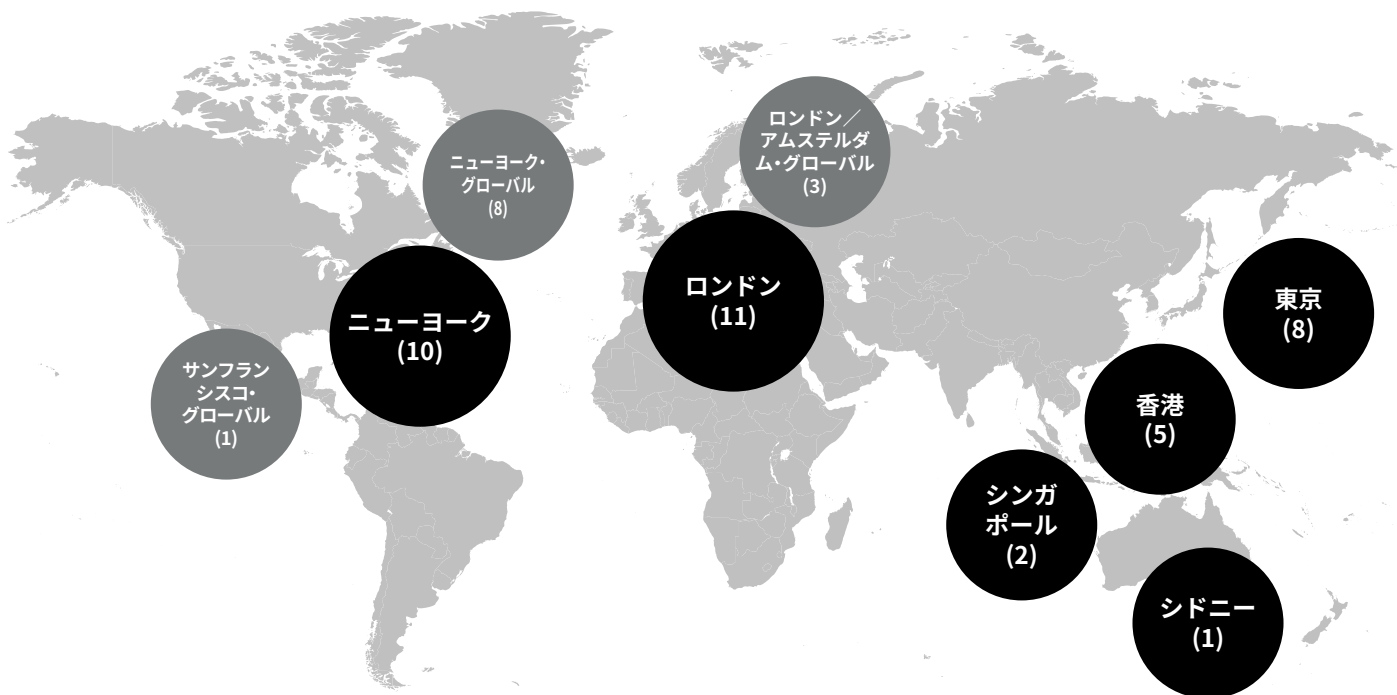 ニューヨーク・
グローバル
(8)
ロンドン／
アムステルダ
ム・グローバル
(3)
ニューヨーク
(10)
ロンドン
(11)
サンフラン
シスコ・
グローバル
(1)
東京
(8)
香港
(5)
シンガ
ポール
(2)
シドニー
(1)